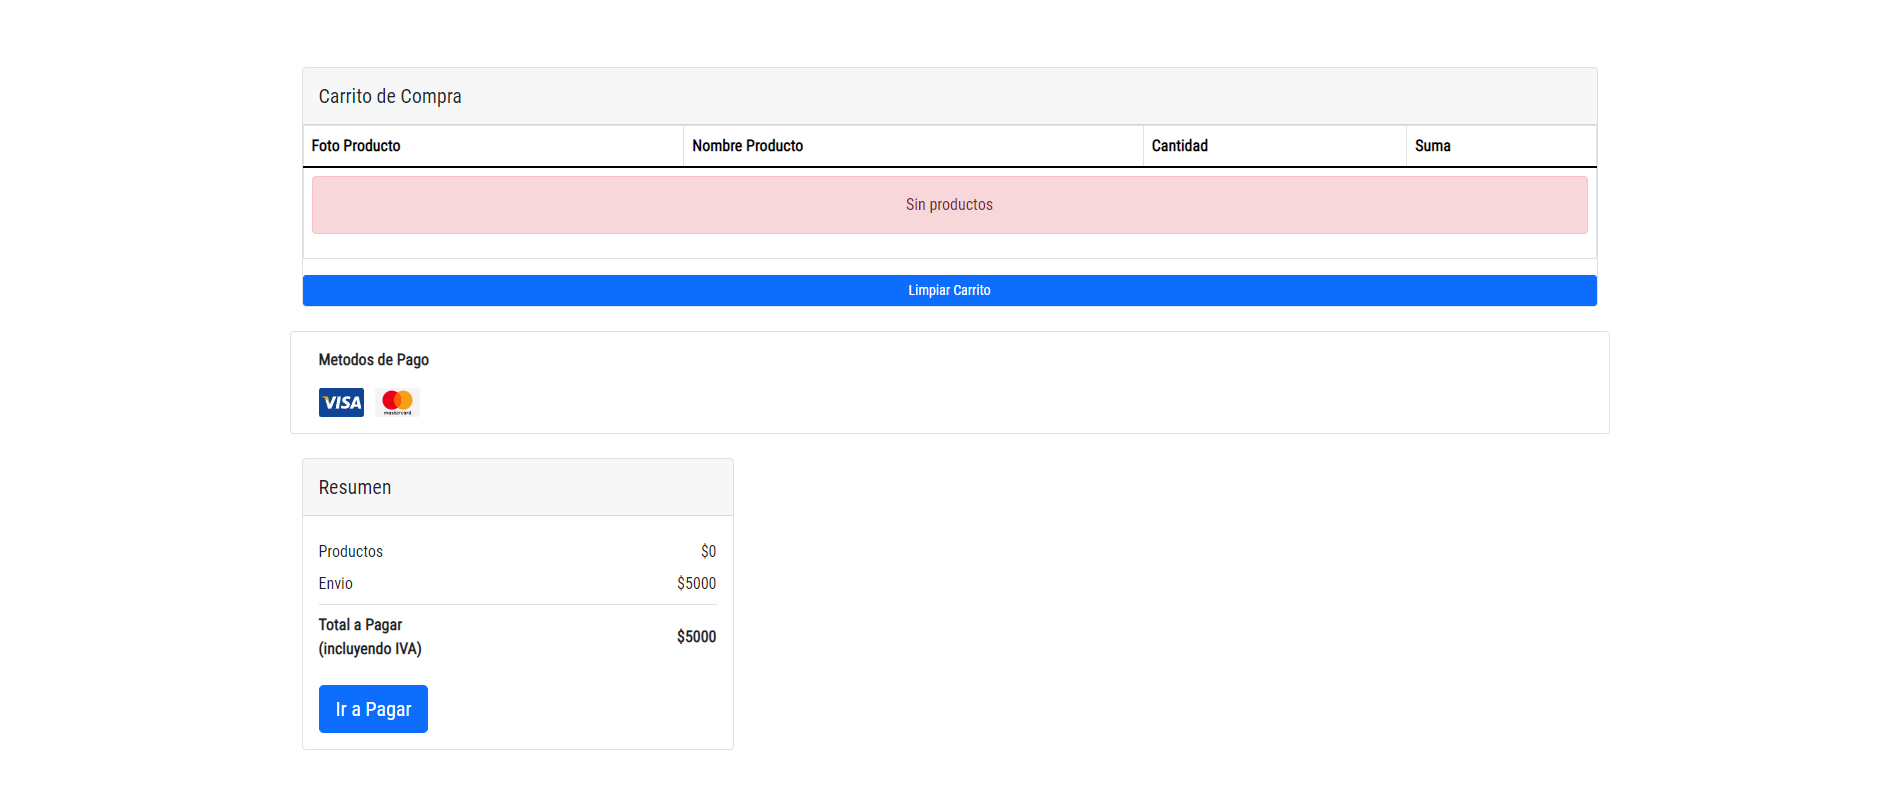 Carrito de Compra
Foto Producto Nombre Producto Cantidad Suma
Sin productos
Limpiar Carrito
Metodos de Pago
VISA mastercard
Resumen
Productos $0
Envio $5000
Total a Pagar
(incluyendo IVA) $5000
Ir a Pagar